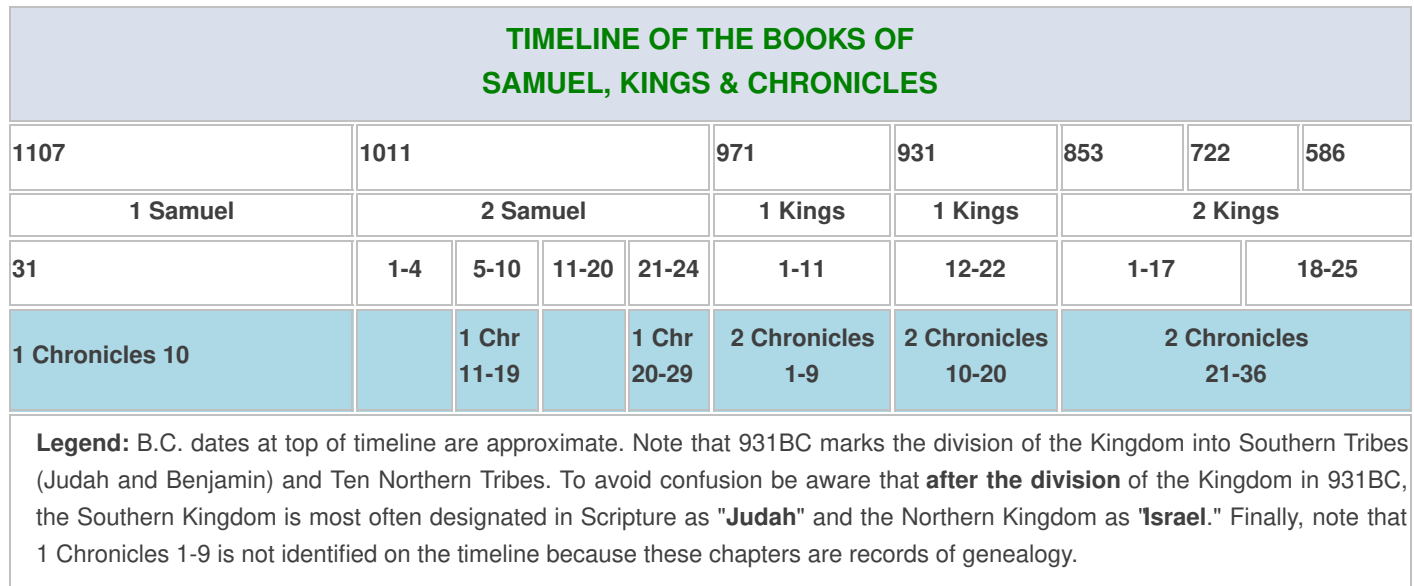 TIMELINE OF THE BOOKS OF
SAMUEL, KINGS & CHRONICLES
1107 1011 971 931 853 722 586
1 Samuel 2 Samuel 1 Kings 1 Kings 2 Kings
31 1-4 5-10 11-20 21-24 1-11 12-22 1-17 18-25
1 Chronicles 10 1 Chr 11-19 1 Chr 20-29 2 Chronicles 1-9 2 Chronicles 10-20 2 Chronicles 21-36
Legend: B.C. dates at top of timeline are approximate. Note that 931BC marks the division of the Kingdom into Southern Tribes
(Judah and Benjamin) and Ten Northern Tribes. To avoid confusion be aware that after the division of the Kingdom in 931BC,
the Southern Kingdom is most often designated in Scripture as "Judah" and the Northern Kingdom as "Israel." Finally, note that
1 Chronicles 1-9 is not identified on the timeline because these chapters are records of genealogy.